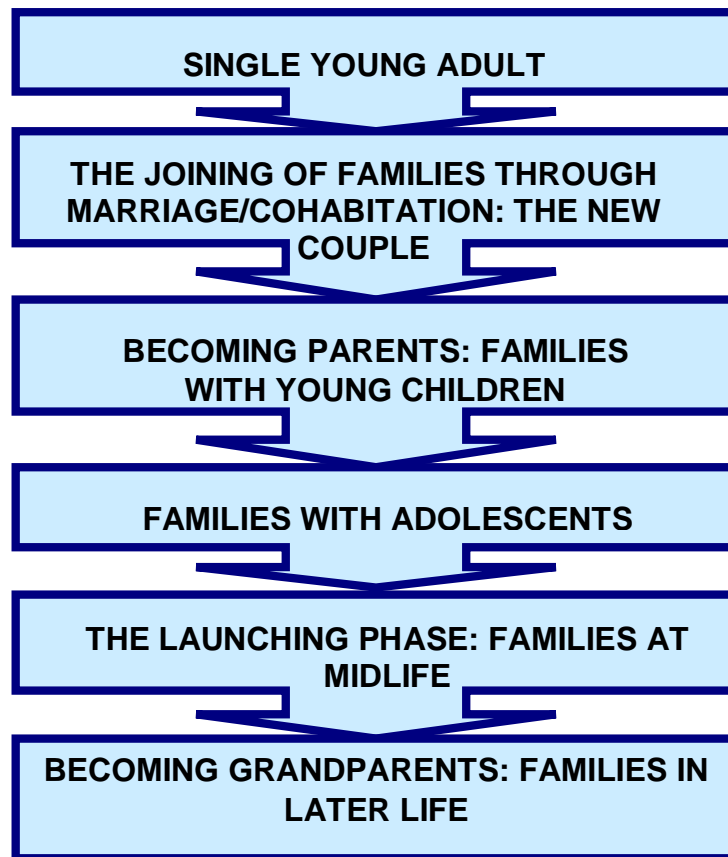 SINGLE YOUNG ADULT
THE JOINING OF FAMILIES THROUGH
MARRIAGE/COHABITATION: THE NEW
COUPLE
BECOMING PARENTS: FAMILIES
WITH YOUNG CHILDREN
FAMILIES WITH ADOLESCENTS
THE LAUNCHING PHASE: FAMILIES AT
MIDLIFE
BECOMING GRANDPARENTS: FAMILIES IN
LATER LIFE